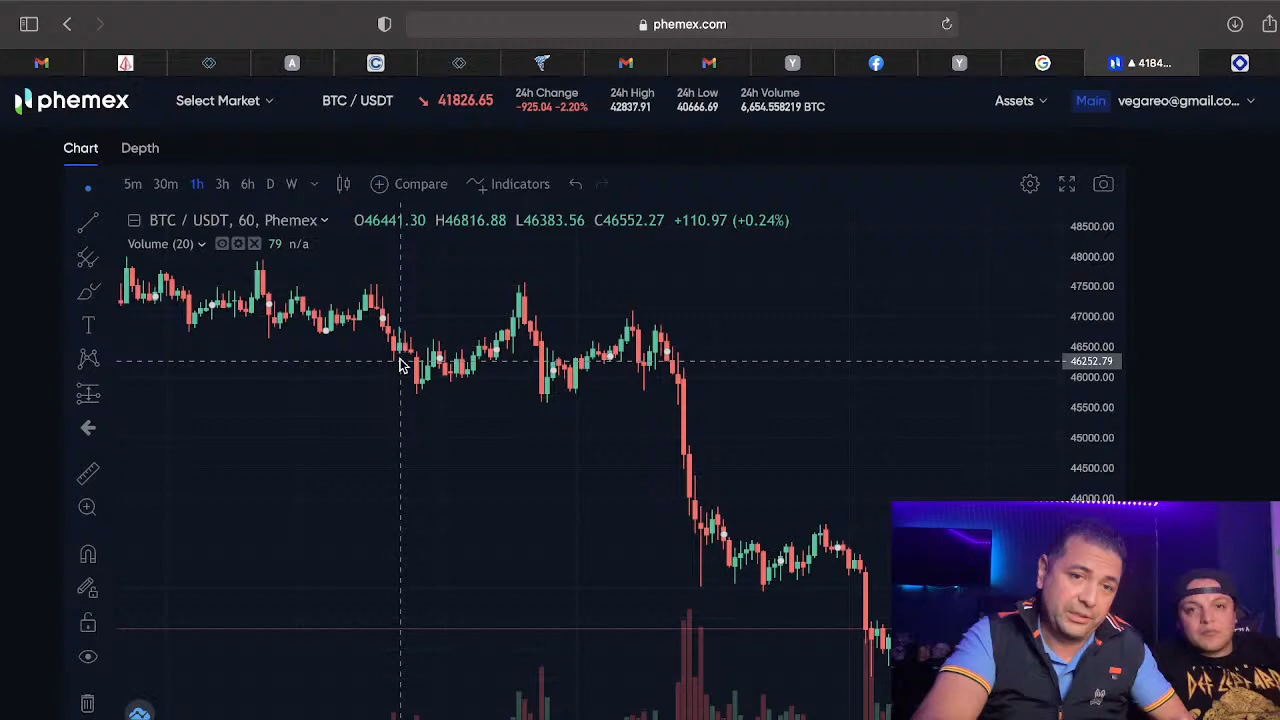 phemex.com
A
C
Y
Y
▲ 4184...
phemex
Select Market
BTC / USDT
41826.65
24h Change
-925.04 -2.20%
24h High
42837.91
24h Low
40666.69
24h Volume
6,654.558219 BTC
Assets
Main
vegareo@gmail.co...
Chart
Depth
5m
30m
1h
3h
6h
D
W
Compare
Indicators
BTC / USDT, 60, Phemex
O46441.30
H46816.88
L46383.56
C46552.27
+110.97 (+0.24%)
Volume (20)
79
n/a
48500.00
48000.00
47500.00
47000.00
46500.00
46252.79
46000.00
45500.00
45000.00
44500.00
44000.00
DEF LEPPARD